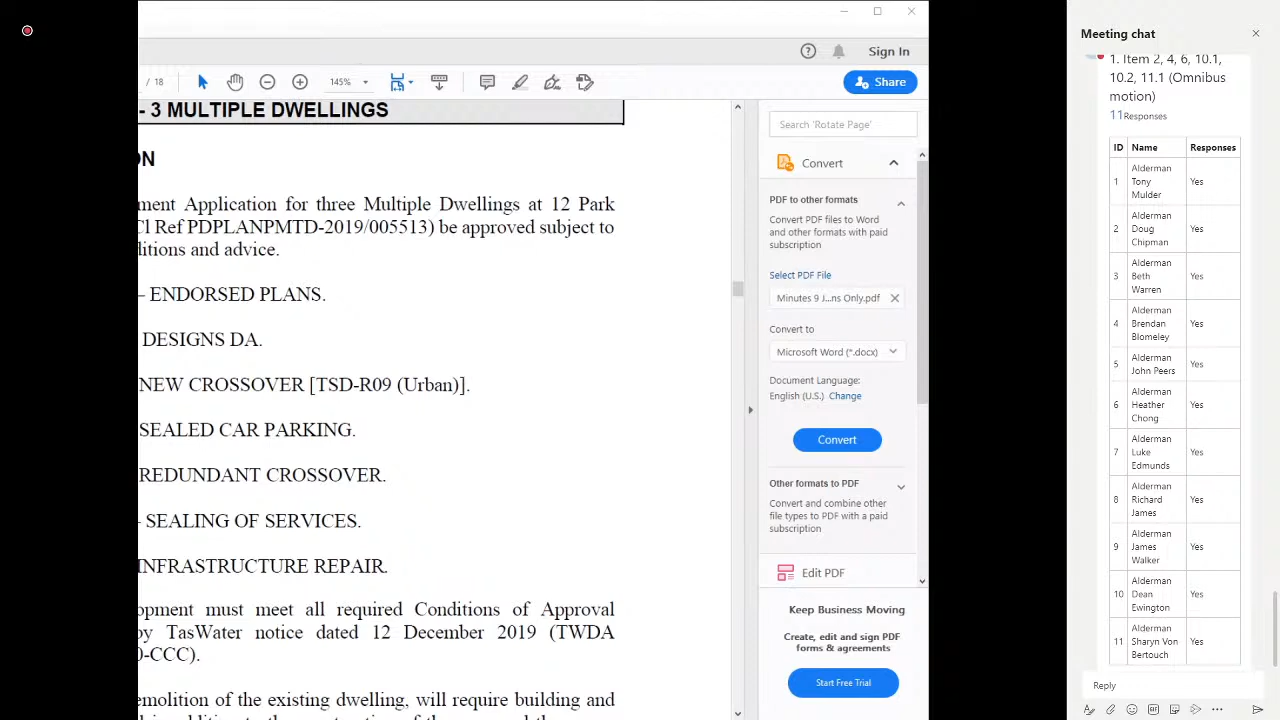 Sign In
/ 18
145%
Share
- 3 MULTIPLE DWELLINGS
ON
ment Application for three Multiple Dwellings at 12 Park
Cl Ref PDPLANPMTD-2019/005513) be approved subject to
ditions and advice.
– ENDORSED PLANS.
DESIGNS DA.
NEW CROSSOVER [TSD-R09 (Urban)].
SEALED CAR PARKING.
REDUNDANT CROSSOVER.
– SEALING OF SERVICES.
INFRASTRUCTURE REPAIR.
opment must meet all required Conditions of Approval
by TasWater notice dated 12 December 2019 (TWDA
0-CCC).
emolition of the existing dwelling, will require building and
Search 'Rotate Page'
Convert
PDF to other formats
Convert PDF files to Word
and other formats with paid
subscription
Select PDF File
Minutes 9 J...ns Only.pdf
Convert to
Microsoft Word (*.docx)
Document Language:
English (U.S.) Change
Convert
Other formats to PDF
Convert and combine other
file types to PDF with a paid
subscription
Edit PDF
Keep Business Moving
Create, edit and sign PDF
forms & agreements
Start Free Trial
Meeting chat
1. Item 2, 4, 6, 10.1,
10.2, 11.1 (Omnibus
motion)
11 Responses
ID Name Responses
1 Alderman Tony Mulder Yes
2 Alderman Doug Chipman Yes
3 Alderman Beth Warren Yes
4 Alderman Brendan Blomeley Yes
5 Alderman John Peers Yes
6 Alderman Heather Chong Yes
7 Alderman Luke Edmunds Yes
8 Alderman Richard James Yes
9 Alderman James Walker Yes
10 Alderman Dean Ewington Yes
11 Alderman Sharyn Von Bertouch Yes
Reply